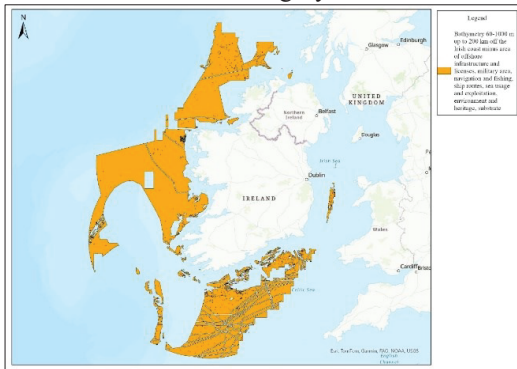 N
Legend
Bathymetry 60-1000 m
up to 200 km off the
Irish coast minus area
of offshore
infrastructure and
licenses, military area,
navigation and fishing,
ship routes, sea usage
and exploitation,
environment and
heritage, substrate
Glasgow
Edinburgh
UNITED
KINGDOM
Northern
Ireland
Belfast
Douglas
Irish Sea
Dublin
IRELAND
Wales
Cardiff
Bristol
Celtic Sea
Esri, TomTom, Garmin, FAO, NOAA, USGS
English
Channel